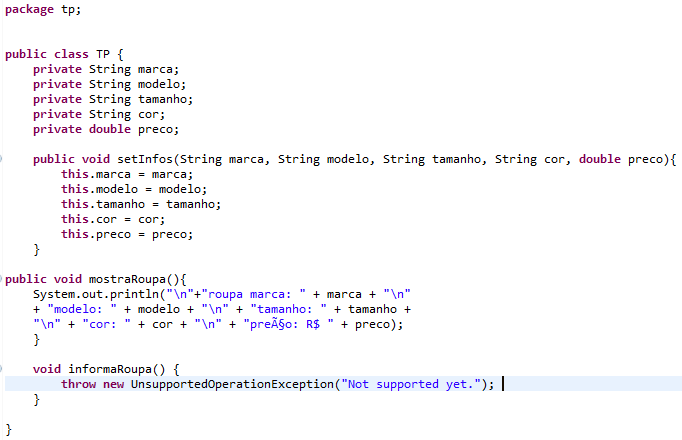 package tp;
public class TP {
private String marca;
private String modelo;
private String tamanho;
private String cor;
private double preco;
public void setInfos(String marca, String modelo, String tamanho, String cor, double preco){
this.marca = marca;
this.modelo = modelo;
this.tamanho = tamanho;
this.cor = cor;
this.preco = preco;
}
public void mostraRoupa(){
System.out.println("\n"+"roupa marca: " + marca + "\n"
+ "modelo: " + modelo + "\n" + "tamanho: " + tamanho +
"\n" + "cor: " + cor + "\n" + "preÃ§o: R$ " + preco);
}
void informaRoupa() {
throw new UnsupportedOperationException("Not supported yet.");
}
}